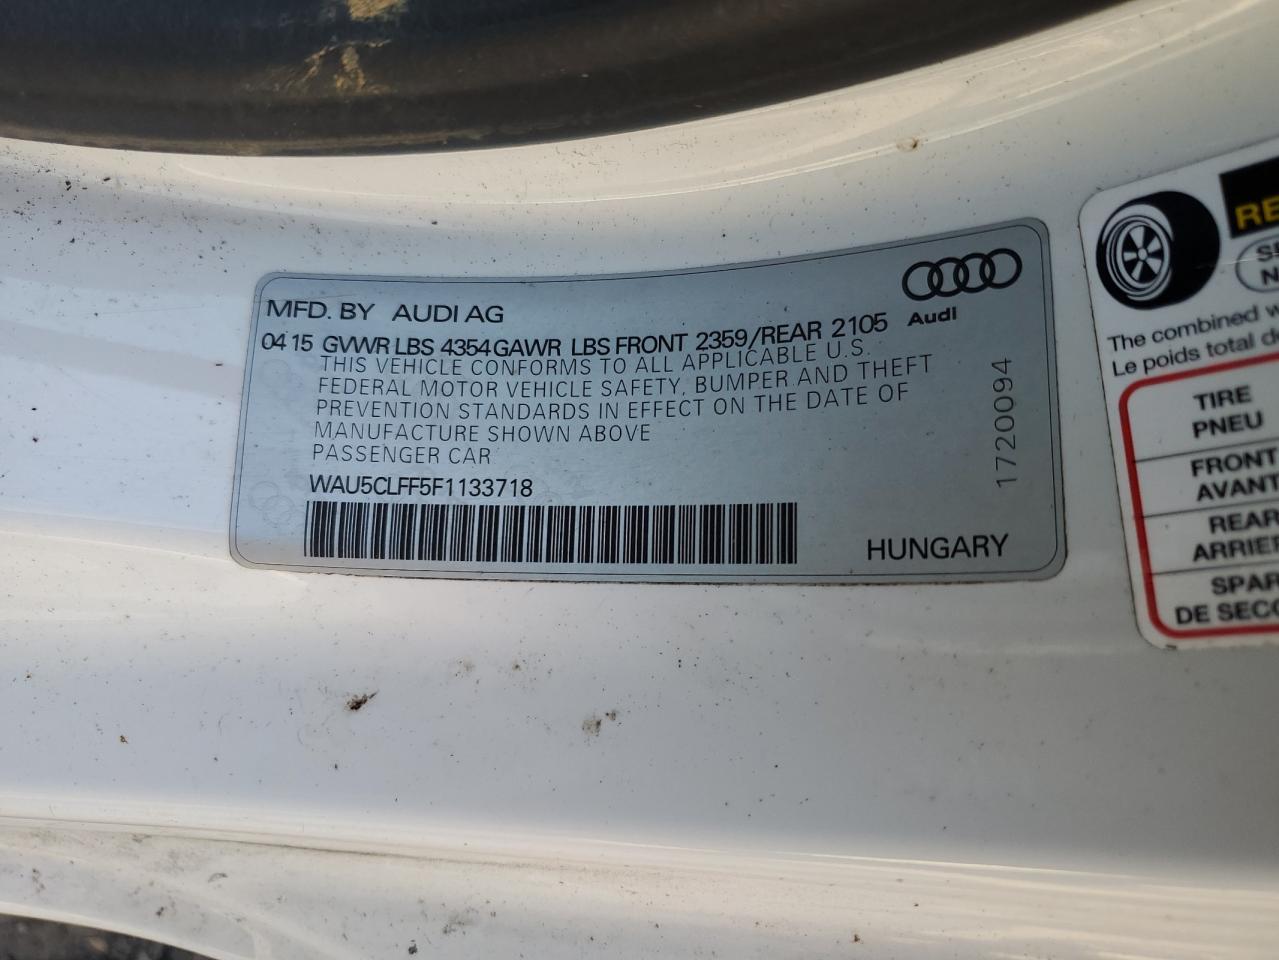 MFD. BY AUDI AG
04 15 GVWR LBS 4354 GAWR LBS FRONT 2359/REAR 2105
Audi
THIS VEHICLE CONFORMS TO ALL APPLICABLE U.S.
FEDERAL MOTOR VEHICLE SAFETY, BUMPER AND THEFT
PREVENTION STANDARDS IN EFFECT ON THE DATE OF
MANUFACTURE SHOWN ABOVE
PASSENGER CAR
WAU5CLFF5F1133718
HUNGARY
1720094
The combined
Le poids total
TIRE
PNEU
FRONT
AVANT
REAR
DE